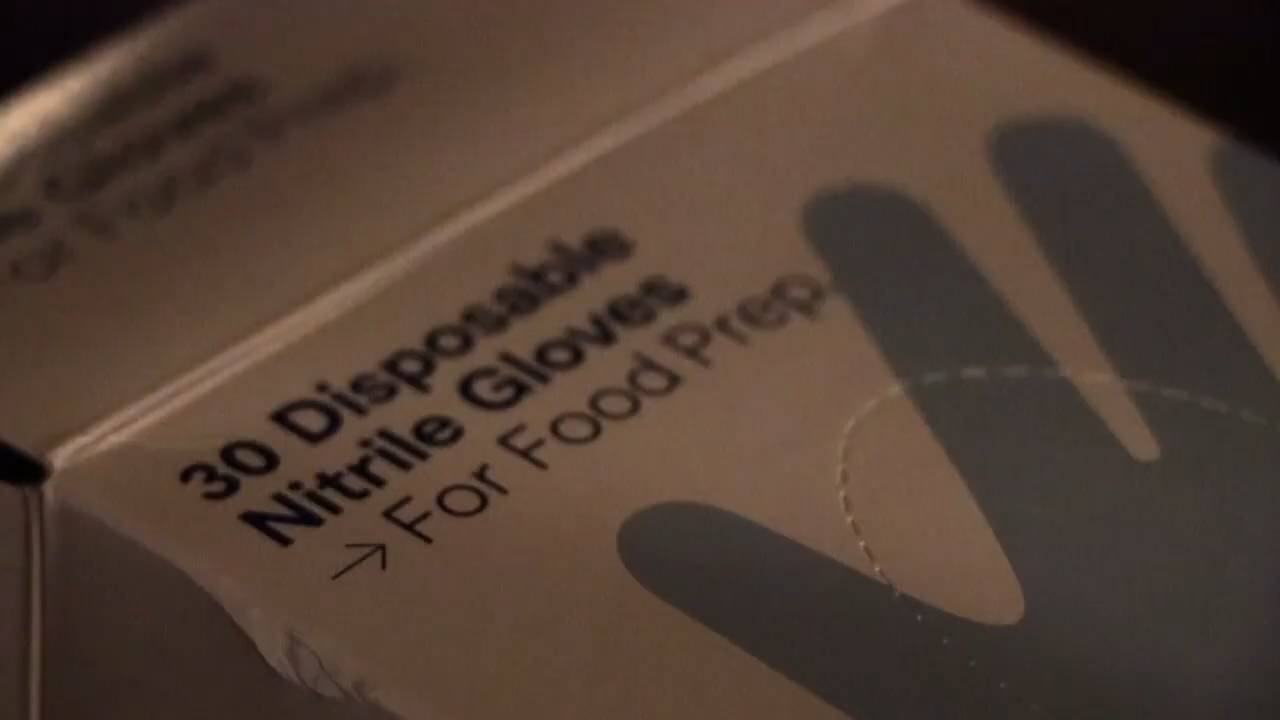 30 Disposable
Nitrile Gloves
→ For Food Prep.